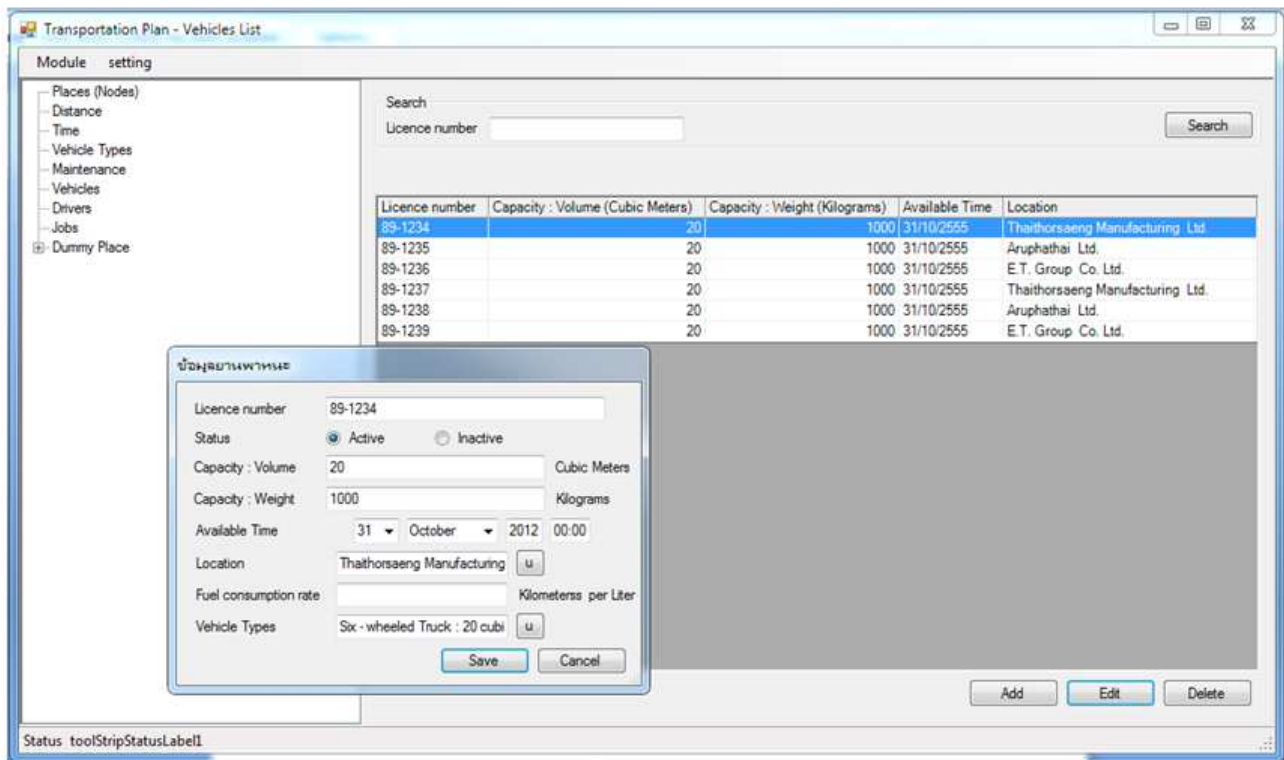 Transportation Plan - Vehicles List
Module setting
Places (Nodes)
Distance
Time
Vehicle Types
Maintenance
Vehicles
Drivers
Jobs
Dummy Place
Search
Licence number
Search
Licence number Capacity : Volume (Cubic Meters) Capacity : Weight (Kilograms) Available Time Location
89-1234 20 1000 31/10/2555 Thaithorsaeng Manufacturing Ltd.
89-1235 20 1000 31/10/2555 Aruphathai Ltd.
89-1236 20 1000 31/10/2555 E.T. Group Co. Ltd.
89-1237 20 1000 31/10/2555 Thaithorsaeng Manufacturing Ltd.
89-1238 20 1000 31/10/2555 Aruphathai Ltd.
89-1239 20 1000 31/10/2555 E.T. Group Co. Ltd.
ข้อมูลยานพาหนะ
Licence number 89-1234
Status Active Inactive
Capacity : Volume 20 Cubic Meters
Capacity : Weight 1000 Kilograms
Available Time 31 October 2012 00:00
Location Thaithorsaeng Manufacturing u
Fuel consumption rate Kilometerss per Liter
Vehicle Types Six - wheeled Truck : 20 cubi u
Save Cancel
Add Edit Delete
Status toolStripStatusLabel1